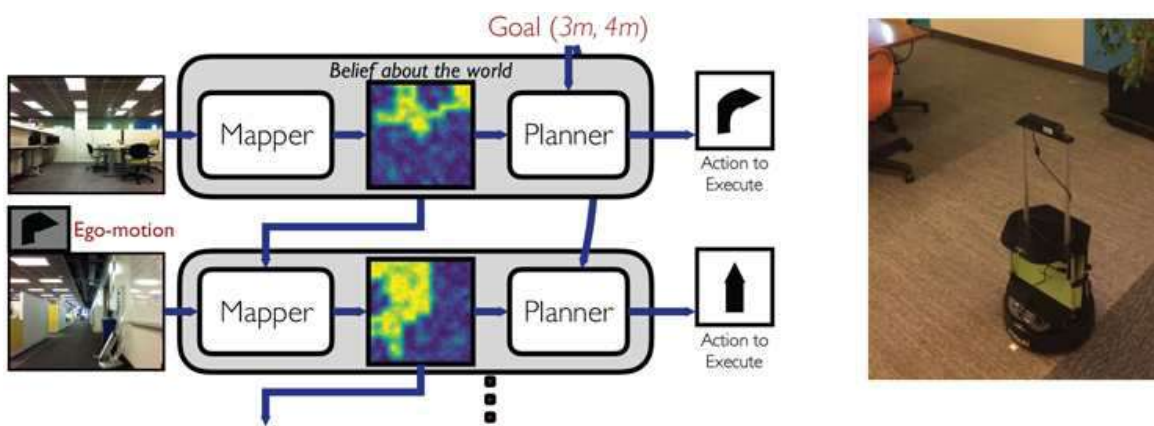 Goal (3m, 4m)
Belief about the world
Mapper
Planner
Action to
Execute
Ego-motion
Mapper
Planner
Action to
Execute